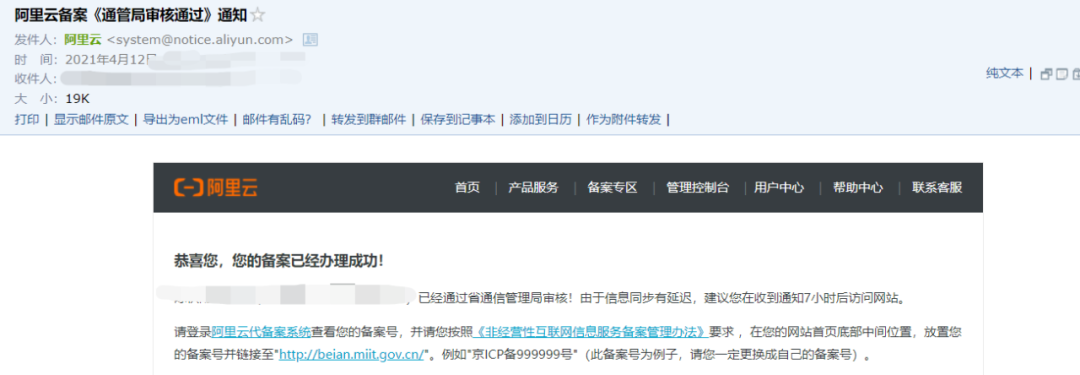 阿里云备案《通管局审核通过》通知
发件人：阿里云 <system@notice.aliyun.com>
时 间：2021年4月12日
收件人：
纯文本 |
大 小：19K
打印 | 显示邮件原文 | 导出为eml文件 | 邮件有乱码？ | 转发到群邮件 | 保存到记事本 | 添加到日历 | 作为附件转发 |
阿里云 首页 | 产品服务 | 备案专区 | 管理控制台 | 用户中心 | 帮助中心 | 联系客服
恭喜您，您的备案已经办理成功！
，已经通过省通信管理局审核！由于信息同步有延迟，建议您在收到通知7小时后访问网站。
请登录阿里云代备案系统查看您的备案号，并请您按照《非经营性互联网信息服务备案管理办法》要求 ，在您的网站首页底部中间位置，放置您
的备案号并链接至"http://beian.miit.gov.cn/"。例如"京ICP备999999号"（此备案号为例子，请您一定更换成自己的备案号）。